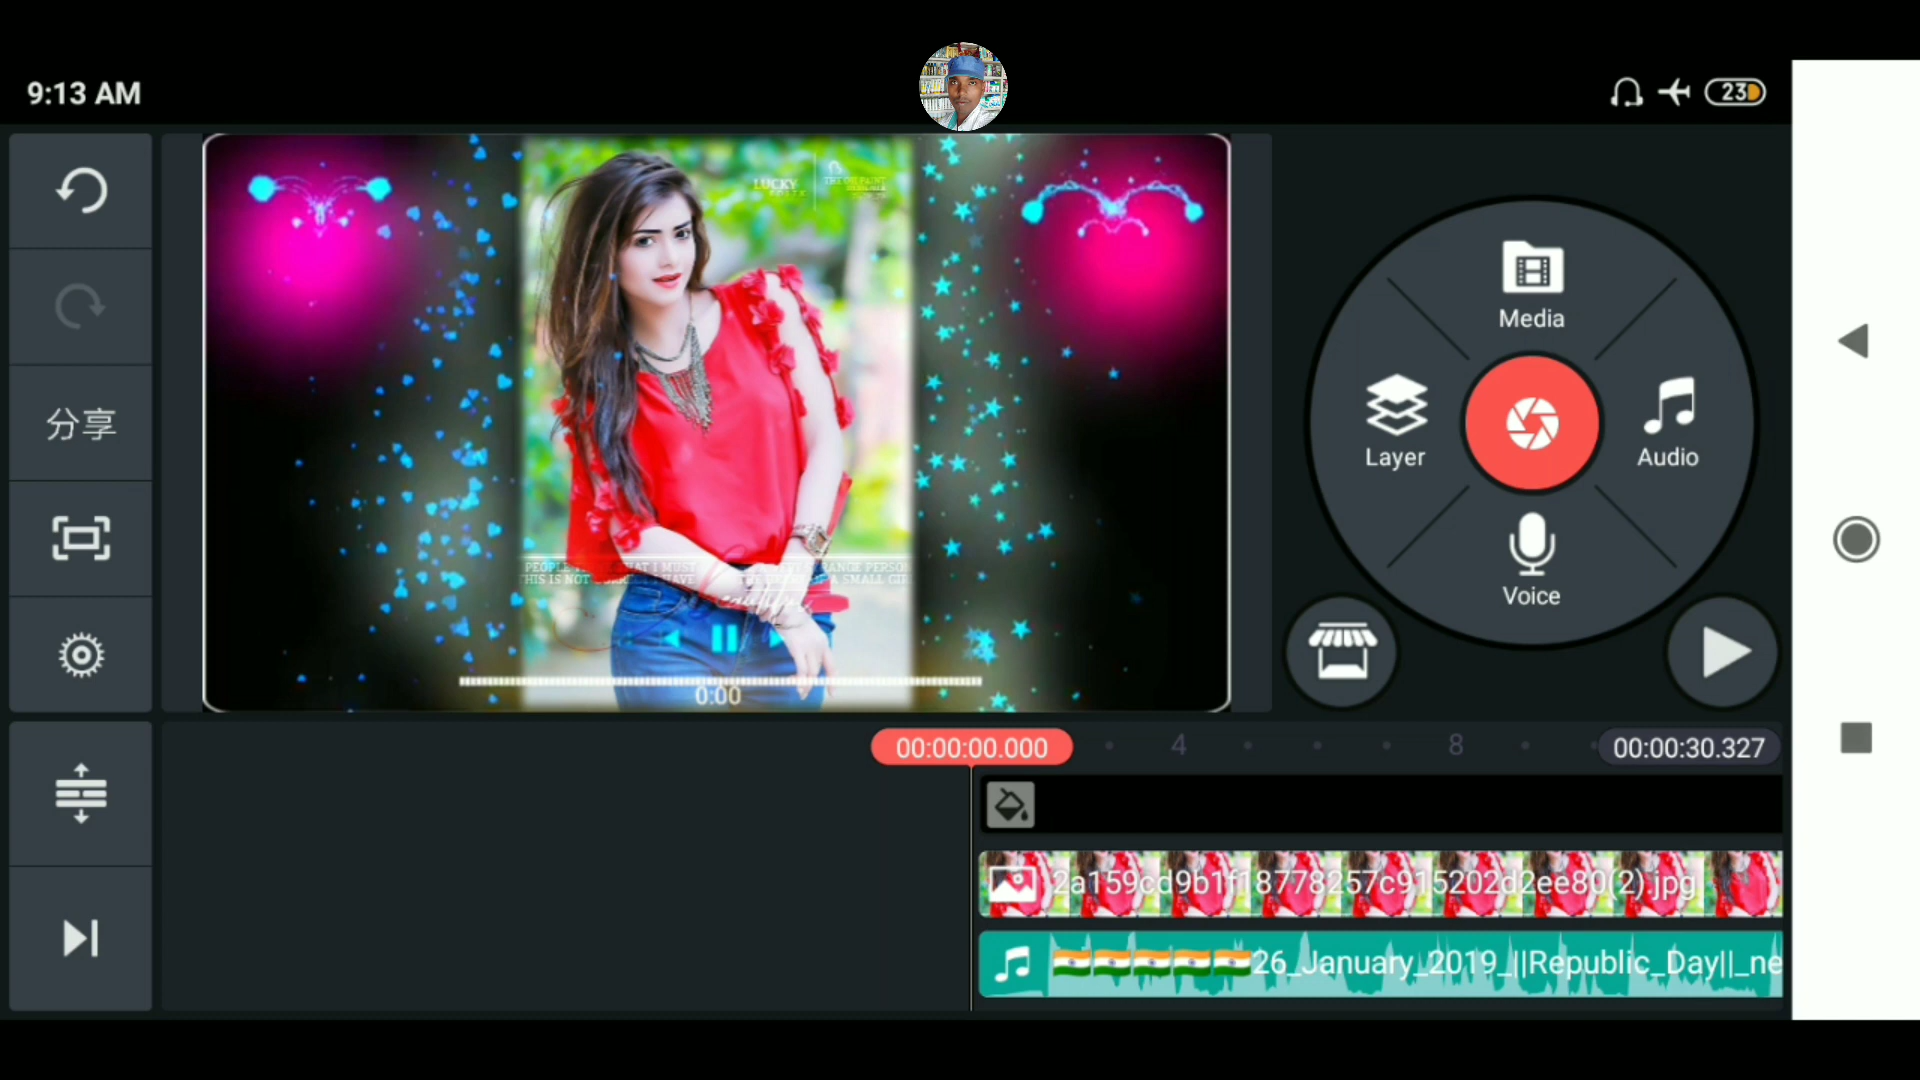 9:13 AM
23
分享
LUCKY
Media
Layer
Audio
Voice
0:00
00:00:00.000
4
8
00:00:30.327
2a159cd9b1f18778257c915202d2ee80(2).jpg
🇮🇳🇮🇳🇮🇳🇮🇳🇮🇳26_January_2019_||Republic_Day||_ne